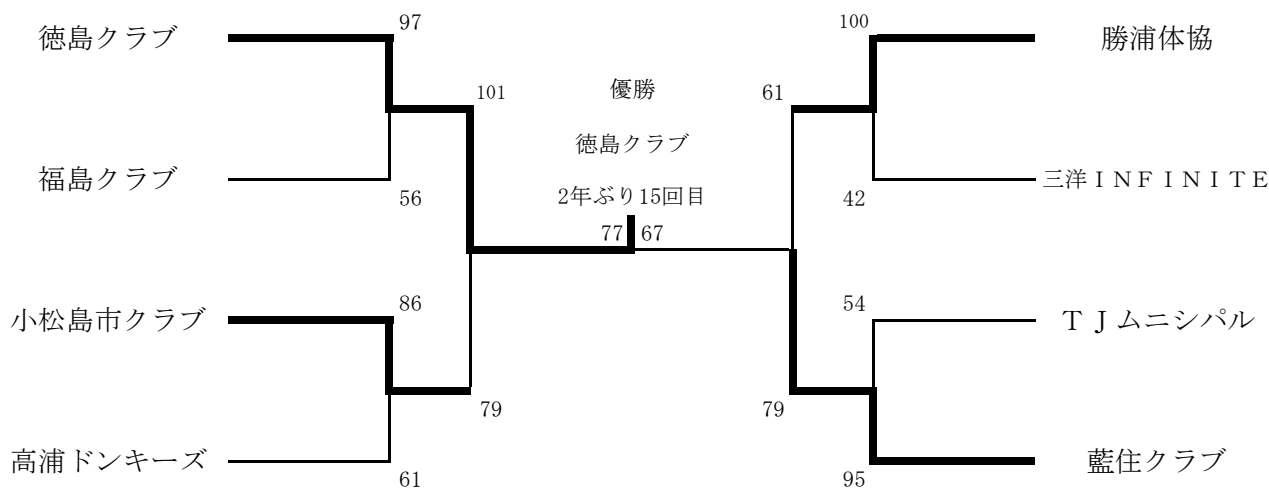 97
徳島クラブ
100
勝浦体協
101
優勝
61
徳島クラブ
福島クラブ
56
2年ぶり15回目
42
三洋ＩＮＦＩＮＩＴＥ
77
67
86
小松島市クラブ
54
ＴＪムニシパル
79
79
高浦ドンキーズ
61
95
藍住クラブ